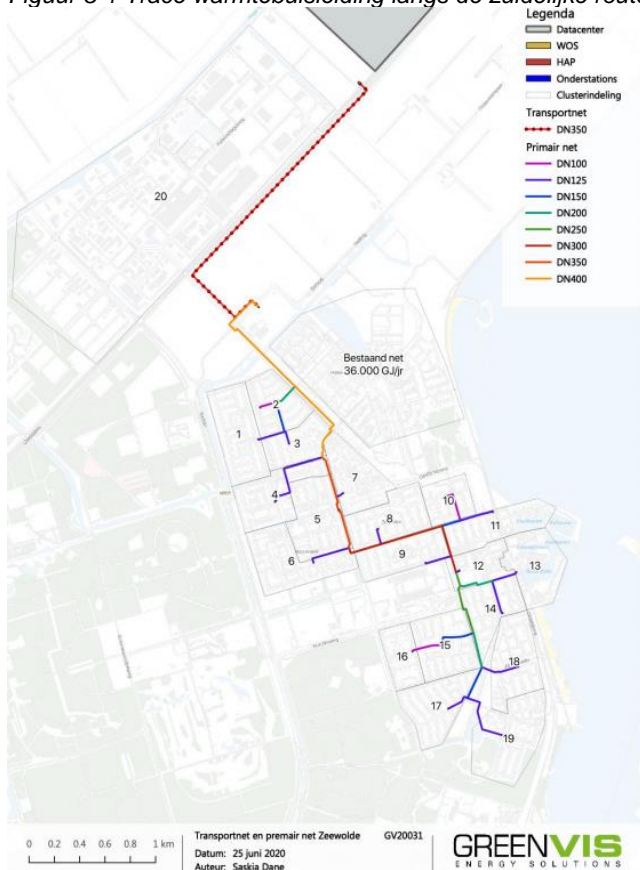 Figuur 3-4 Tracé warmtebuisleiding langs de zuidelijke route
Legenda
Datacenter
WOS
HAP
Onderstations
Clusterindeling
Transportnet
DN350
Primair net
DN100
DN125
DN150
DN200
DN250
DN300
DN350
DN400
20
Bestaand net
36.000 GJ/jr
2
1
3
7
4
5
10
8
11
6
9
12
13
14
15
16
18
17
19
0 0.2 0.4 0.6 0.8 1 km
Transportnet en premair net Zeewolde GV20031
Datum: 25 juni 2020
Auteur: Saskia Dane
GREENVIS
ENERGY SOLUTIONS